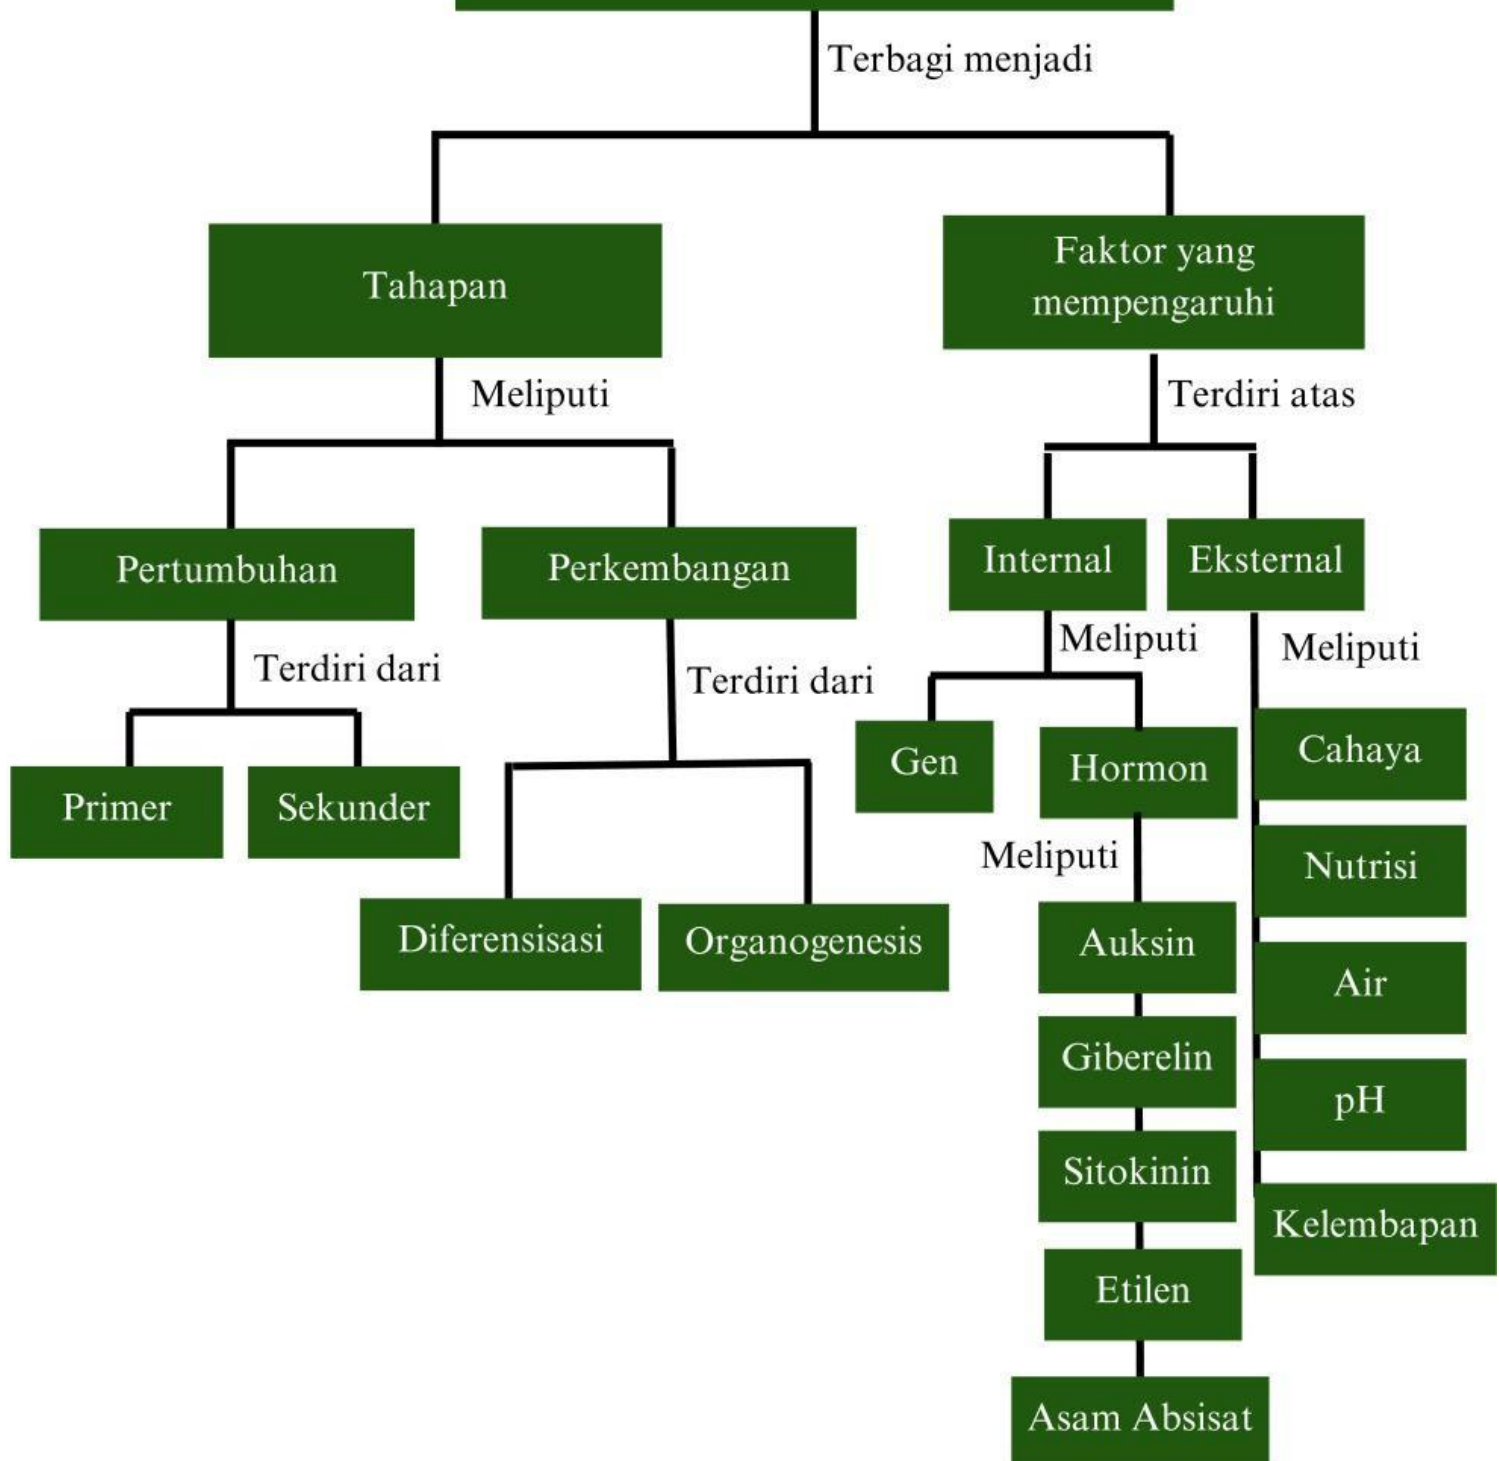 Terbagi menjadi
Tahapan
Faktor yang
mempengaruhi
Meliputi
Terdiri atas
Pertumbuhan
Perkembangan
Internal
Eksternal
Meliputi
Meliputi
Terdiri dari
Terdiri dari
Gen
Hormon
Cahaya
Primer
Sekunder
Meliputi
Nutrisi
Diferensisasi
Organogenesis
Auksin
Air
Giberelin
pH
Sitokinin
Kelembapan
Etilen
Asam Absisat